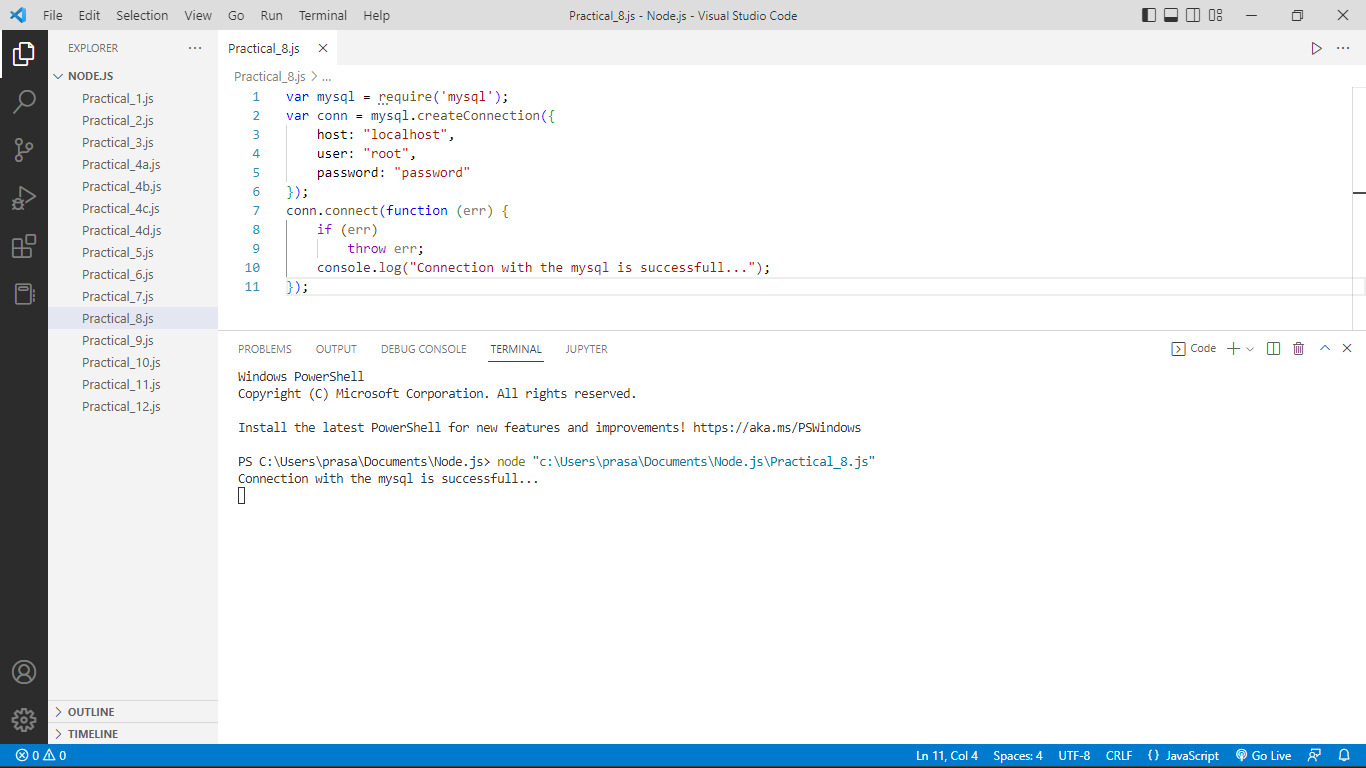 File Edit Selection View Go Run Terminal Help Practical_8.js - Node.js - Visual Studio Code
EXPLORER
NODE.JS
Practical_1.js
Practical_2.js
Practical_3.js
Practical_4a.js
Practical_4b.js
Practical_4c.js
Practical_4d.js
Practical_5.js
Practical_6.js
Practical_7.js
Practical_8.js
Practical_9.js
Practical_10.js
Practical_11.js
Practical_12.js
OUTLINE
TIMELINE
Practical_8.js
Practical_8.js > ...
1 var mysql = require('mysql');
2 var conn = mysql.createConnection({
3 host: "localhost",
4 user: "root",
5 password: "password"
6 });
7 conn.connect(function (err) {
8 if (err)
9 throw err;
10 console.log("Connection with the mysql is successfull...");
11 });
PROBLEMS OUTPUT DEBUG CONSOLE TERMINAL JUPYTER Code
Windows PowerShell
Copyright (C) Microsoft Corporation. All rights reserved.
Install the latest PowerShell for new features and improvements! https://aka.ms/PSWindows
PS C:\Users\prasa\Documents\Node.js> node "c:\Users\prasa\Documents\Node.js\Practical_8.js"
Connection with the mysql is successfull...
0 0 Ln 11, Col 4 Spaces: 4 UTF-8 CRLF {} JavaScript Go Live